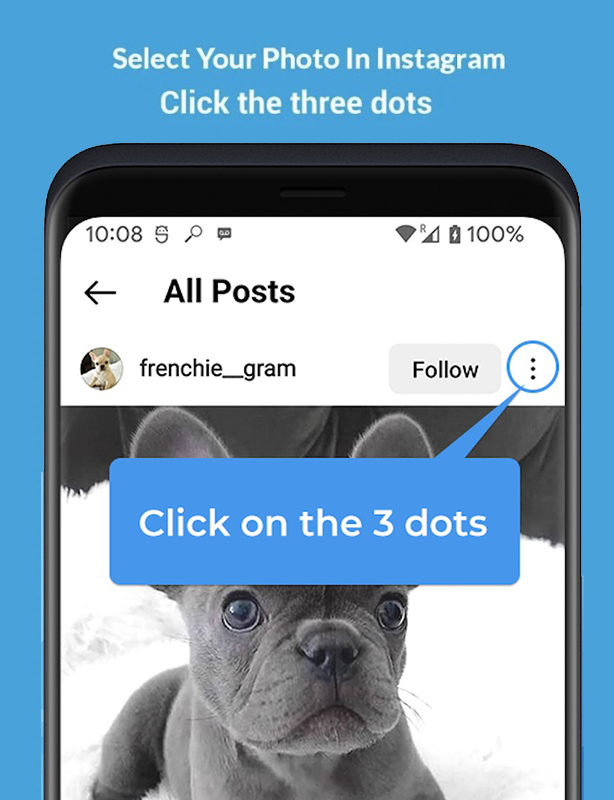 Select Your Photo In Instagram
Click the three dots
10:08 R 100%
All Posts
frenchie__gram Follow
Click on the 3 dots